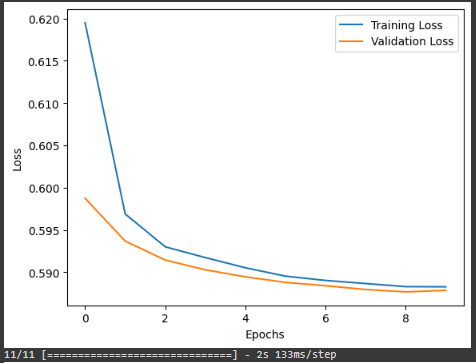 0.620
0.615
0.610
0.605
0.600
0.595
0.590
Loss
Training Loss
Validation Loss
0 2 4 6 8
Epochs
11/11 [==============================] - 2s 133ms/step